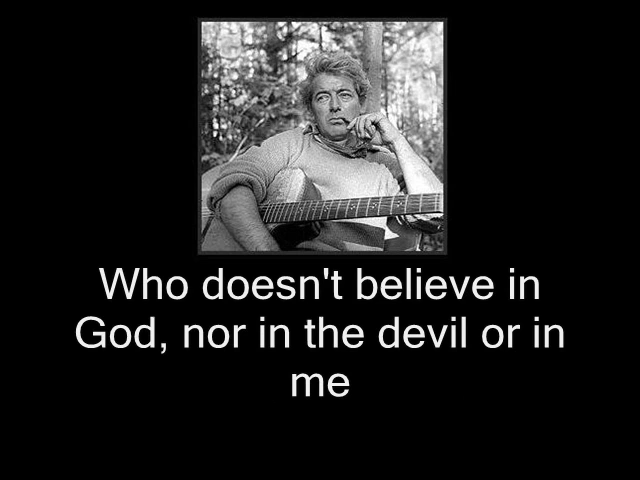 Who doesn't believe in
God, nor in the devil or in
me